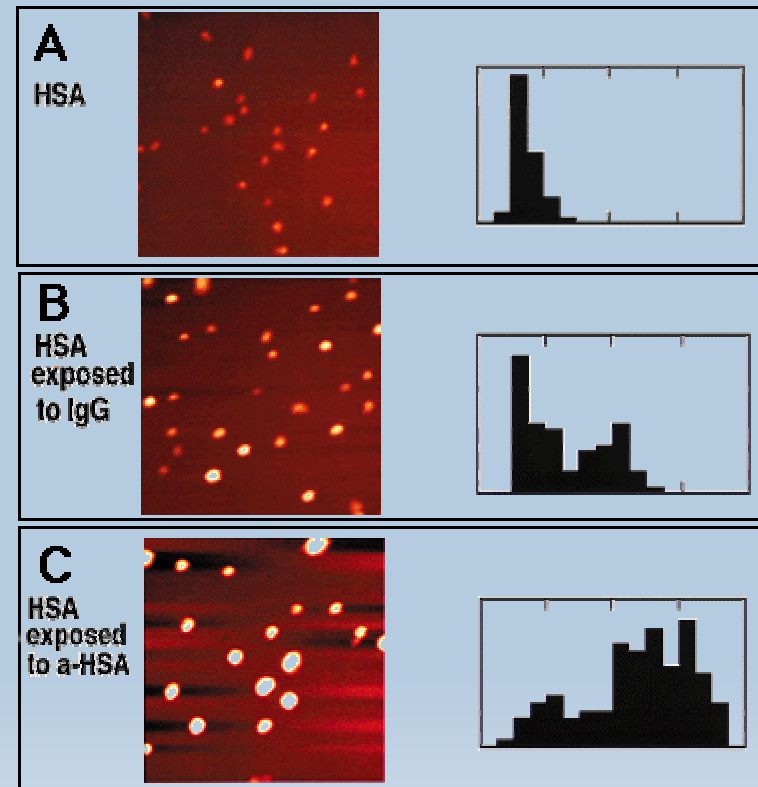 A
HSA
B
HSA
exposed
to IgG
C
HSA
exposed
to a-HSA